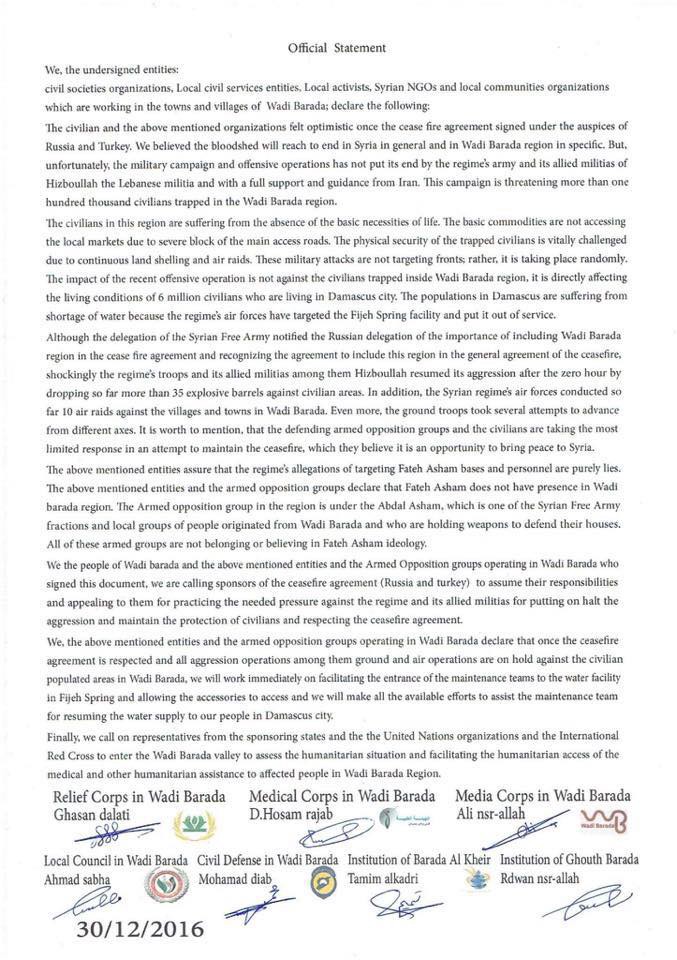 Official Statement
We, the undersigned entities:
civil societies organizations, Local civil services entities, Local activists, Syrian NGOs and local communities organizations
which are working in the towns and villages of Wadi Barada; declare the following:
The civilian and the above mentioned organizations felt optimistic once the cease fire agreement signed under the auspices of
Russia and Turkey. We believed the bloodshed will reach to end in Syria in general and in Wadi Barada region in specific. But,
unfortunately, the military campaign and offensive operations has not put its end by the regime's army and its allied militias of
Hizboullah the Lebanese militia and with a full support and guidance from Iran. This campaign is threatening more than one
hundred thousand civilians trapped in the Wadi Barada region.
The civilians in this region are suffering from the absence of the basic necessities of life. The basic commodities are not accessing
the local markets due to severe block of the main access roads. The physical security of the trapped civilians is vitally challenged
due to continuous land shelling and air raids. These military attacks are not targeting fronts; rather, it is taking place randomly.
The impact of the recent offensive operation is not against the civilians trapped inside Wadi Barada region, it is directly affecting
the living conditions of 6 million civilians who are living in Damascus city. The populations in Damascus are suffering from
shortage of water because the regime's air forces have targeted the Fijeh Spring facility and put it out of service.
Although the delegation of the Syrian Free Army notified the Russian delegation of the importance of including Wadi Barada
region in the cease fire agreement and recognizing the agreement to include this region in the general agreement of the ceasefire,
shockingly the regime's troops and its allied militias among them Hizboullah resumed its aggression after the zero hour by
dropping so far more than 35 explosive barrels against civilian areas. In addition, the Syrian regime's air forces conducted so
far 10 air raids against the villages and towns in Wadi Barada. Even more, the ground troops took several attempts to advance
from different axes. It is worth to mention, that the defending armed opposition groups and the civilians are taking the most
limited response in an attempt to maintain the ceasefire, which they believe it is an opportunity to bring peace to Syria.
The above mentioned entities assure that the regime's allegations of targeting Fateh Asham bases and personnel are purely lies.
The above mentioned entities and the armed opposition groups declare that Fateh Asham does not have presence in Wadi
barada region. The Armed opposition group in the region is under the Abdal Asham, which is one of the Syrian Free Army
fractions and local groups of people originated from Wadi Barada and who are holding weapons to defend their houses.
All of these armed groups are not belonging or believing in Fateh Asham ideology.
We the people of Wadi barada and the above mentioned entities and the Armed Opposition groups operating in Wadi Barada who
signed this document, we are calling sponsors of the ceasefire agreement (Russia and turkey) to assume their responsibilities
and appealing to them for practicing the needed pressure against the regime and its allied militias for putting on halt the
aggression and maintain the protection of civilians and respecting the ceasefire agreement.
We, the above mentioned entities and the armed opposition groups operating in Wadi Barada declare that once the ceasefire
agreement is respected and all aggression operations among them ground and air operations are on hold against the civilian
populated areas in Wadi Barada, we will work immediately on facilitating the entrance of the maintenance teams to the water facility
in Fijeh Spring and allowing the accessories to access and we will make all the available efforts to assist the maintenance team
for resuming the water supply to our people in Damascus city.
Finally, we call on representatives from the sponsoring states and the the United Nations organizations and the International
Red Cross to enter the Wadi Barada valley to assess the humanitarian situation and facilitating the humanitarian access of the
medical and other humanitarian assistance to affected people in Wadi Barada Region.
Relief Corps in Wadi Barada Medical Corps in Wadi Barada Media Corps in Wadi Barada
Ghasan dalati D.Hosam rajab Ali nsr-allah
Wadi Barada
Local Council in Wadi Barada Civil Defense in Wadi Barada Institution of Barada Al Kheir Institution of Ghouth Barada
Ahmad sabha Mohamad diab Tamim alkadri Rdwan nsr-allah
30/12/2016